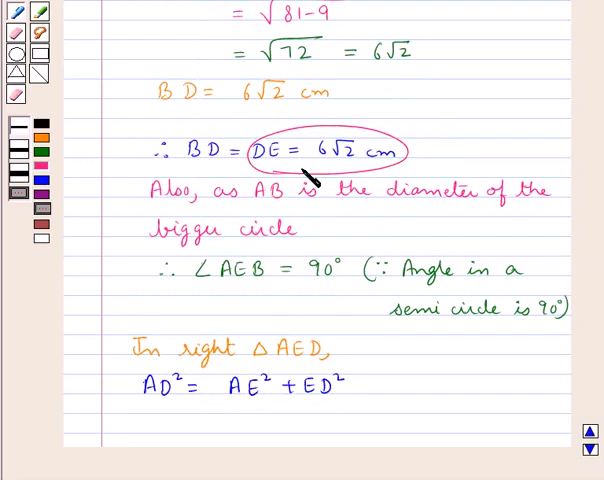 = √81-9
= √72 = 6√2
BD = 6√2 cm
∴ BD = DE = 6√2 cm
Also, as AB is the diameter of the
bigger circle
∴ ∠AEB = 90° (∵ Angle in a
semi circle is 90°)
In right △ AED,
AD² = AE² + ED²